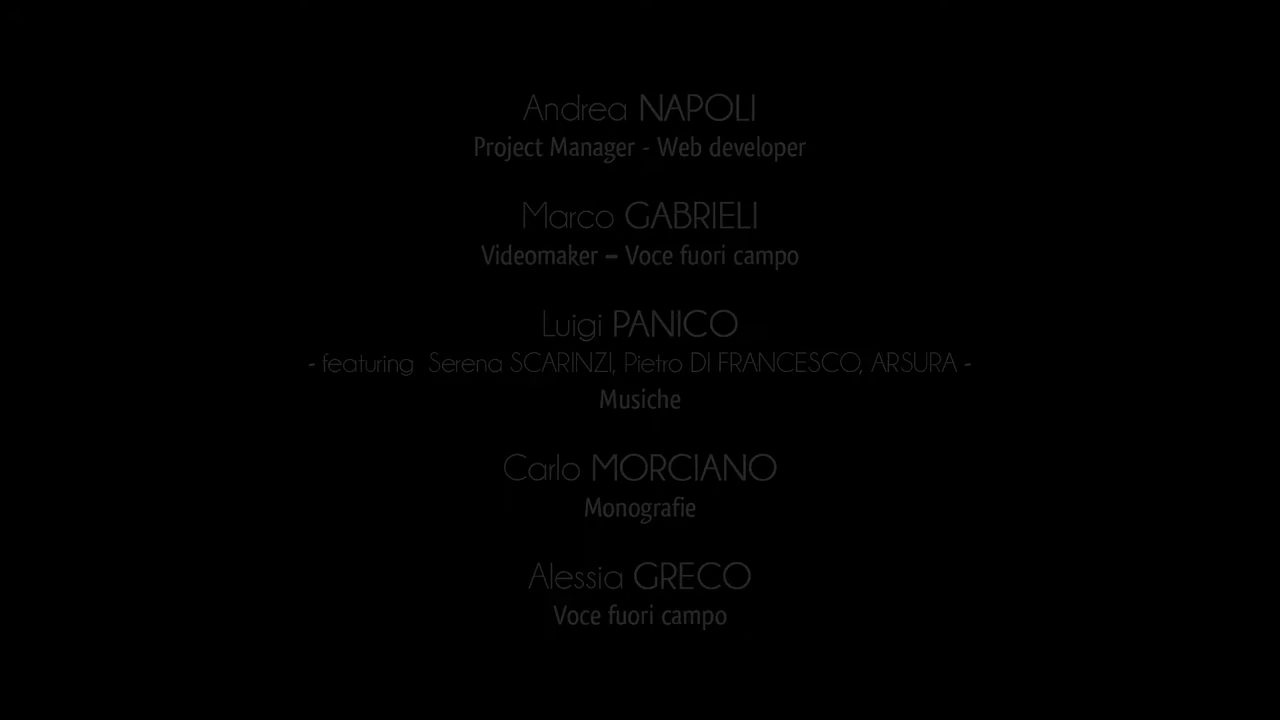 Andrea NAPOLI
Project Manager - Web developer
Marco GABRIELI
Videomaker – Voce fuori campo
Luigi PANICO
- featuring Serena SCARINZI, Pietro DI FRANCESCO, ARSURA -
Musiche
Carlo MORCIANO
Monografie
Alessia GRECO
Voce fuori campo